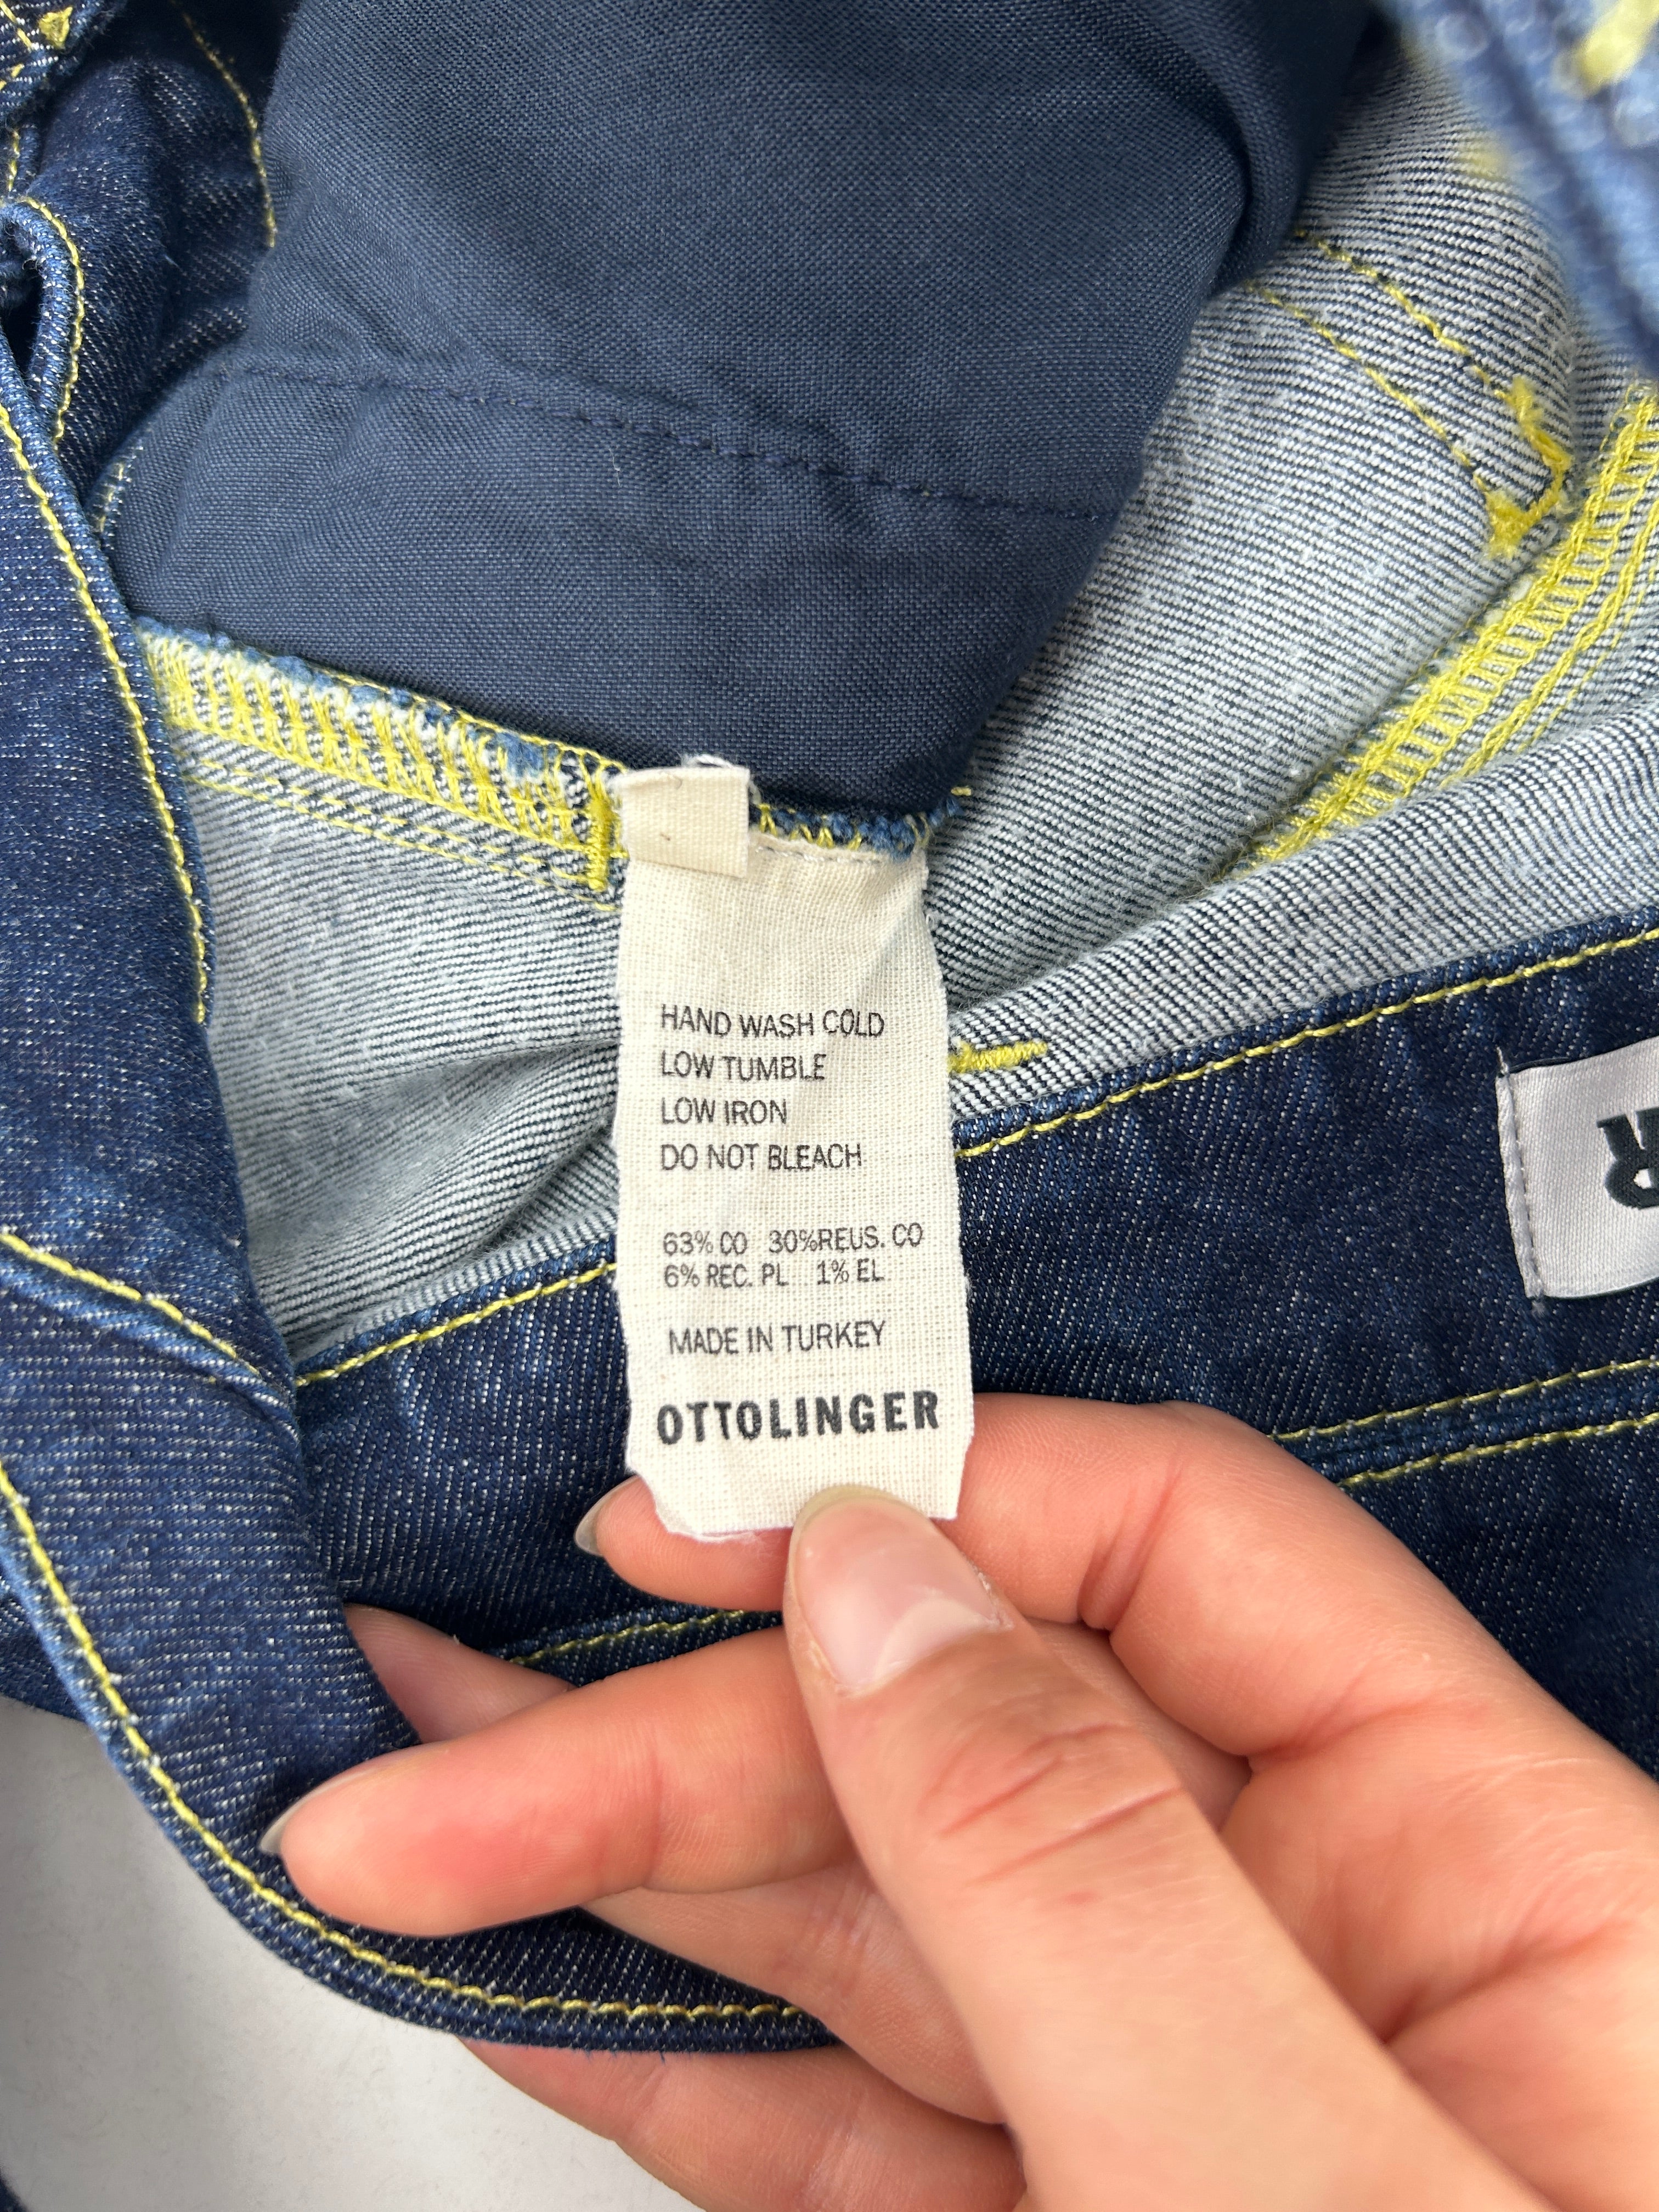 HAND WASH COLD
LOW TUMBLE
LOW IRON
DO NOT BLEACH
63% CO 30%REUS. CO
6% REC. PL 1% EL
MADE IN TURKEY
OTTOLINGER
R